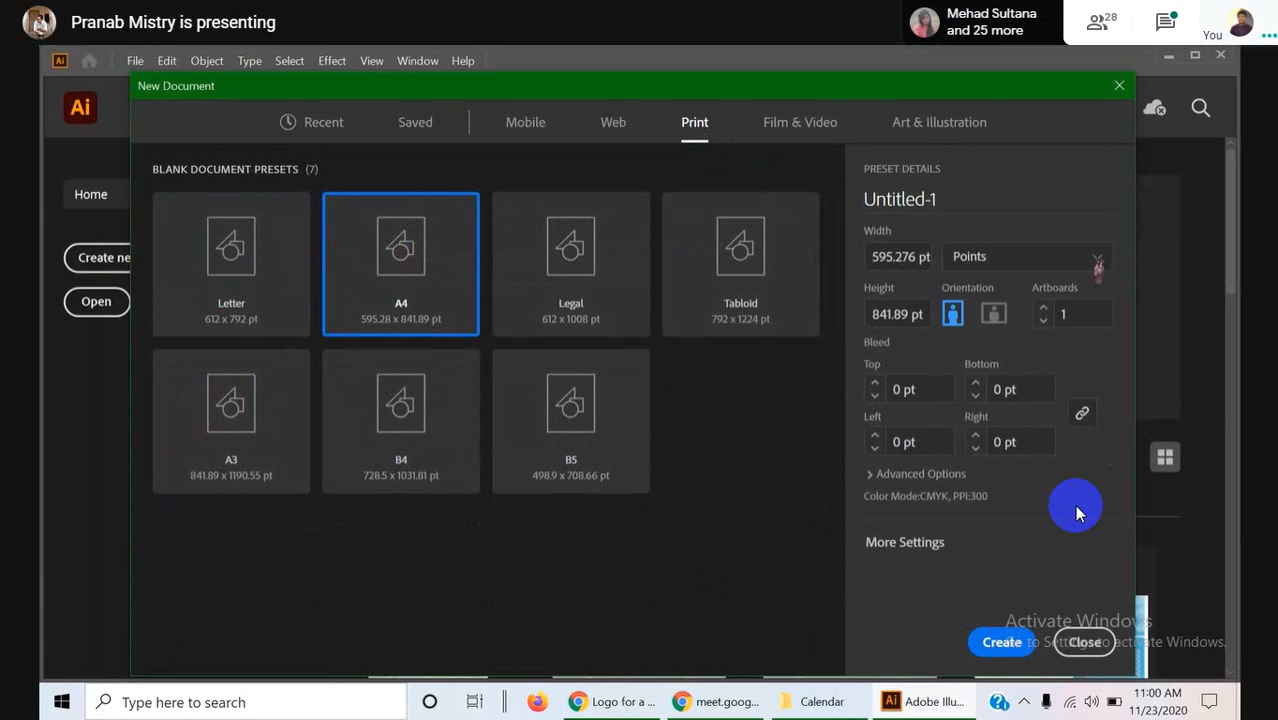 Pranab Mistry is presenting
Mehad Sultana
and 25 more
28
You
Ai
File Edit Object Type Select Effect View Window Help
New Document
Ai
Recent Saved Mobile Web Print Film & Video Art & Illustration
BLANK DOCUMENT PRESETS (7)
PRESET DETAILS
Untitled-1
Home
Create ne
Open
Width
595.276 pt Points
Letter
612 x 792 pt
A4
595.28 x 841.89 pt
Legal
612 x 1008 pt
Tabloid
792 x 1224 pt
Height Orientation Artboards
841.89 pt 1
Bleed
Top Bottom
0 pt 0 pt
Left Right
0 pt 0 pt
A3
841.89 x 1190.55 pt
B4
728.5 x 1031.81 pt
B5
498.9 x 708.66 pt
Advanced Options
Color Mode:CMYK, PPI:300
More Settings
Activate Windows
Go to Settings to activate Windows.
Create Close
Type here to search
Logo for a ...
meet.goog...
Calendar
Ai Adobe Illu...
11:00 AM
11/23/2020